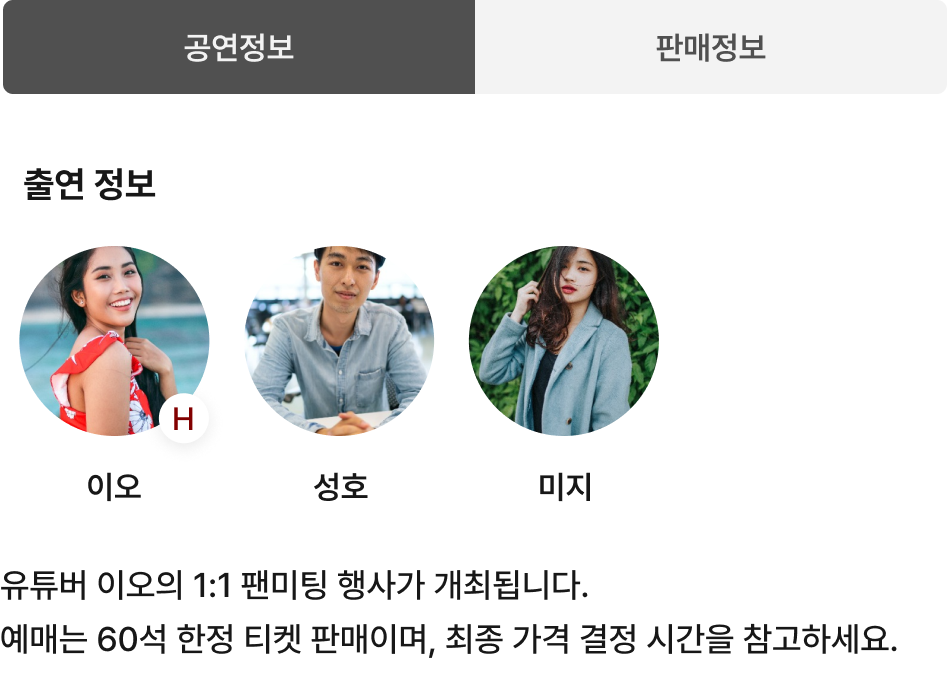 공연정보 판매정보
출연 정보
H
이오 성호 미지
유튜버 이오의 1:1 팬미팅 행사가 개최됩니다.
예매는 60석 한정 티켓 판매이며, 최종 가격 결정 시간을 참고하세요.